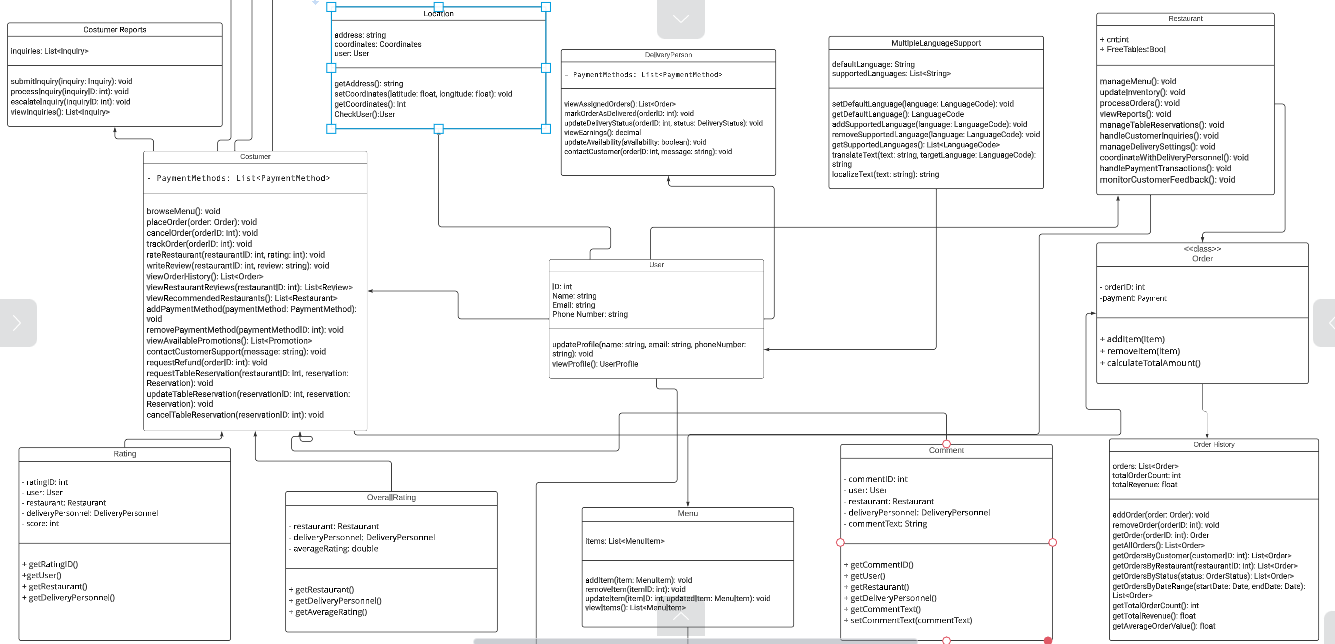 Costumer Reports
inquiries: List<Inquiry>
submitInquiry(inquiry: Inquiry): void
processInquiry(inquiryID: int): void
escalateInquiry(inquiryID: int): void
viewInquiries(): List<Inquiry>
Location
address: string
coordinates: Coordinates
user: User
getAddress(): string
setCoordinates(latitude: float, longitude: float): void
getCoordinates(): Int
CheckUser():User
DeliveryPerson
- PaymentMethods: List<PaymentMethod>
viewAssignedOrders(): List<Order>
markOrderAsDelivered(orderID: int): void
updateDeliveryStatus(orderID: int, status: DeliveryStatus): void
viewEarnings(): decimal
updateAvailability(availability: boolean): void
contactCustomer(orderID: int, message: string): void
MultipleLanguageSupport
defaultLanguage: String
supportedLanguages: List<String>
setDefaultLanguage(language: LanguageCode): void
getDefaultLanguage(): LanguageCode
addSupportedLanguage(language: LanguageCode): void
removeSupportedLanguage(language: LanguageCode): void
getSupportedLanguages(): List<LanguageCode>
translateText(text: string, targetLanguage: LanguageCode):
string
localizeText(text: string): string
Restaurant
+ cnt:int
+ FreeTables:Bool
manageMenu(): void
updateInventory(): void
processOrders(): void
viewReports(): void
manageTableReservations(): void
handleCustomerInquiries(): void
manageDeliverySettings(): void
coordinateWithDeliveryPersonnel(): void
handlePaymentTransactions(): void
monitorCustomerFeedback(): void
Costumer
- PaymentMethods: List<PaymentMethod>
browseMenu(): void
placeOrder(order: Order): void
cancelOrder(orderID: int): void
trackOrder(orderID: int): void
rateRestaurant(restaurantID: int, rating: int): void
writeReview(restaurantID: int, review: string): void
viewOrderHistory(): List<Order>
viewRestaurantReviews(restaurantID: int): List<Review>
viewRecommendedRestaurants(): List<Restaurant>
addPaymentMethod(paymentMethod: PaymentMethod):
void
removePaymentMethod(paymentMethodID: int): void
viewAvailablePromotions(): List<Promotion>
contactCustomerSupport(message: string): void
requestRefund(orderID: int): void
requestTableReservation(restaurantID: int, reservation:
Reservation): void
updateTableReservation(reservationID: int, reservation:
Reservation): void
cancelTableReservation(reservationID: int): void
User
ID: int
Name: string
Email: string
Phone Number: string
updateProfile(name: string, email: string, phoneNumber:
string): void
viewProfile(): UserProfile
<<class>>
Order
- orderID: int
-payment: Payment
+ addItem(item)
+ removeItem(item)
+ calculateTotalAmount()
Rating
- ratingID: int
- user: User
- restaurant: Restaurant
- deliveryPersonnel: DeliveryPersonnel
- score: int
+ getRatingID()
+getUser()
+ getRestaurant()
+ getDeliveryPersonnel()
OverallRating
- restaurant: Restaurant
- deliveryPersonnel: DeliveryPersonnel
- averageRating: double
+ getRestaurant()
+ getDeliveryPersonnel()
+ getAverageRating()
Menu
items: List<MenuItem>
addItem(item: MenuItem): void
removeItem(itemID: int): void
updateItem(itemID: int, updatedItem: MenuItem): void
viewItems(): List<MenuItem>
Comment
- commentID: int
- user: User
- restaurant: Restaurant
- deliveryPersonnel: DeliveryPersonnel
- commentText: String
+ getCommentID()
+ getUser()
+ getRestaurant()
+ getDeliveryPersonnel()
+ getCommentText()
+ setCommentText(commentText)
Order History
orders: List<Order>
totalOrderCount: int
totalRevenue: float
addOrder(order: Order): void
removeOrder(orderID: int): void
getOrder(orderID: int): Order
getAllOrders(): List<Order>
getOrdersByCustomer(customerID: int): List<Order>
getOrdersByRestaurant(restaurantID: int): List<Order>
getOrdersByStatus(status: OrderStatus): List<Order>
getOrdersByDateRange(startDate: Date, endDate: Date):
List<Order>
getTotalOrderCount(): int
getTotalRevenue(): float
getAverageOrderValue(): float